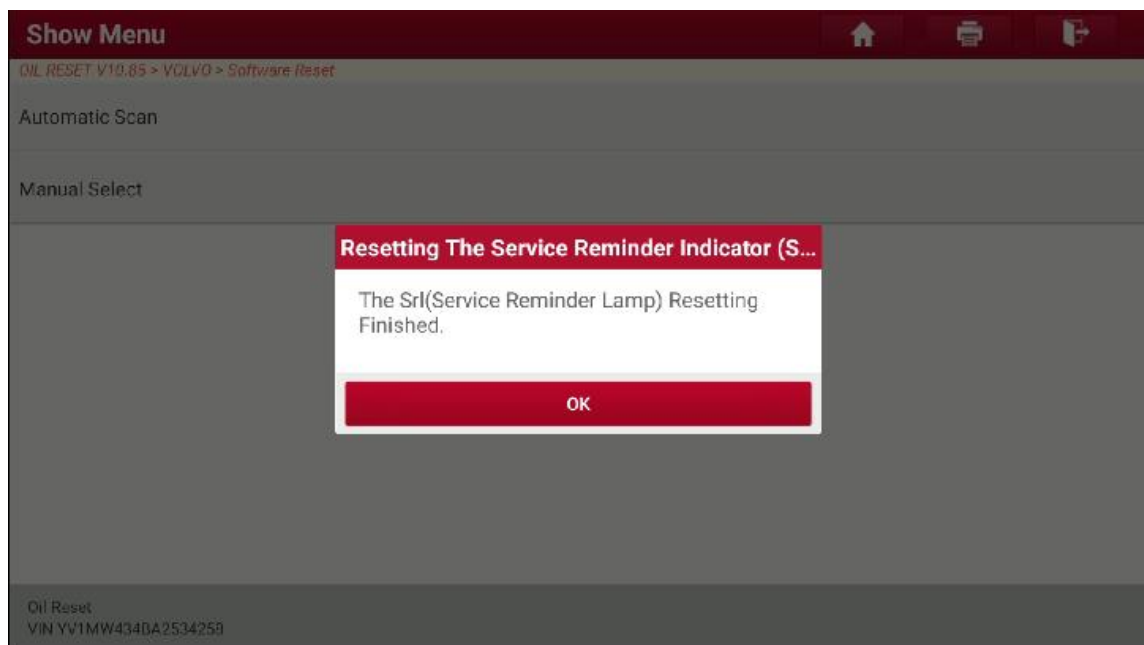 Show Menu
OIL RESET V10.85 > VOLVO > Software Reset
Automatic Scan
Manual Select
Resetting The Service Reminder Indicator (S...
The Srl(Service Reminder Lamp) Resetting
Finished.
OK
Oil Reset
VIN YV1MW434BA2534259